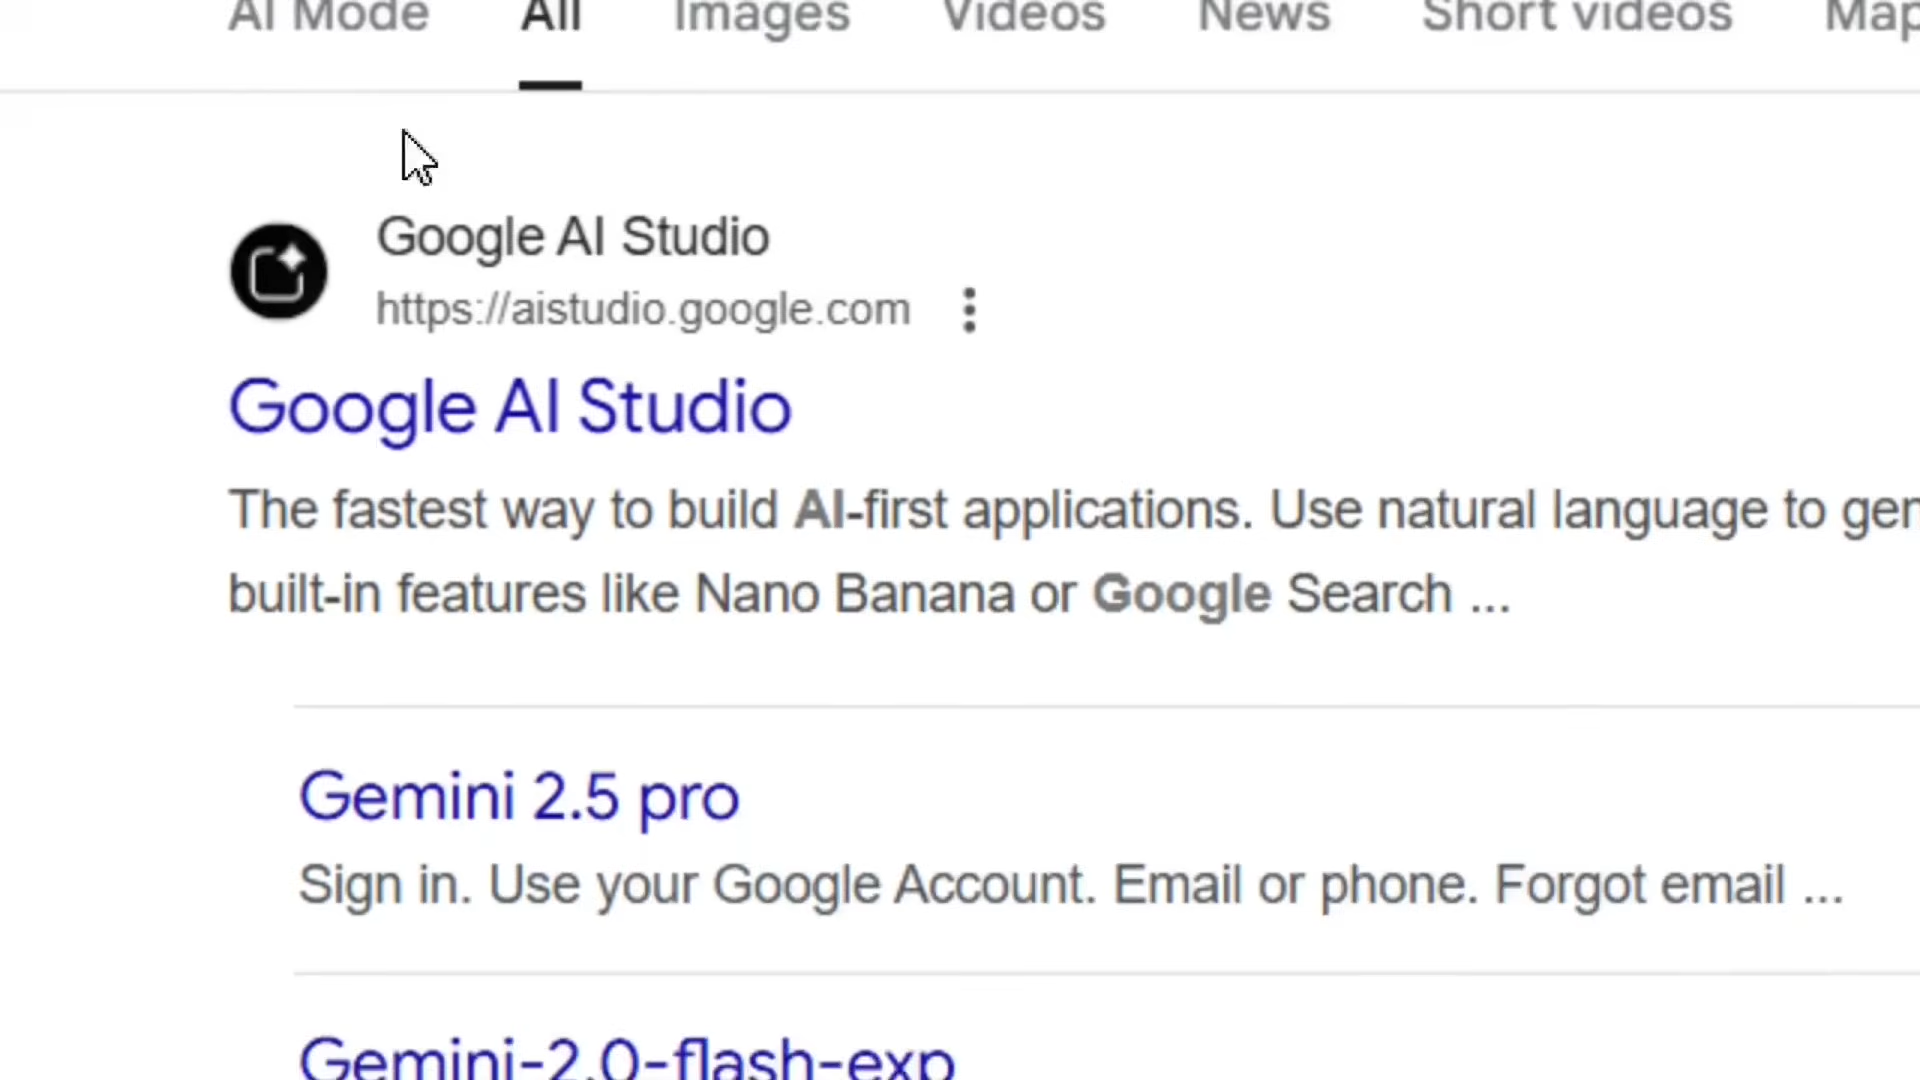 AI Mode All Images Videos News Short videos
Google AI Studio
https://aistudio.google.com
Google AI Studio
The fastest way to build AI-first applications. Use natural language to
built-in features like Nano Banana or Google Search ...
Gemini 2.5 pro
Sign in. Use your Google Account. Email or phone. Forgot email ...
Gemini-2.0-flash-exp